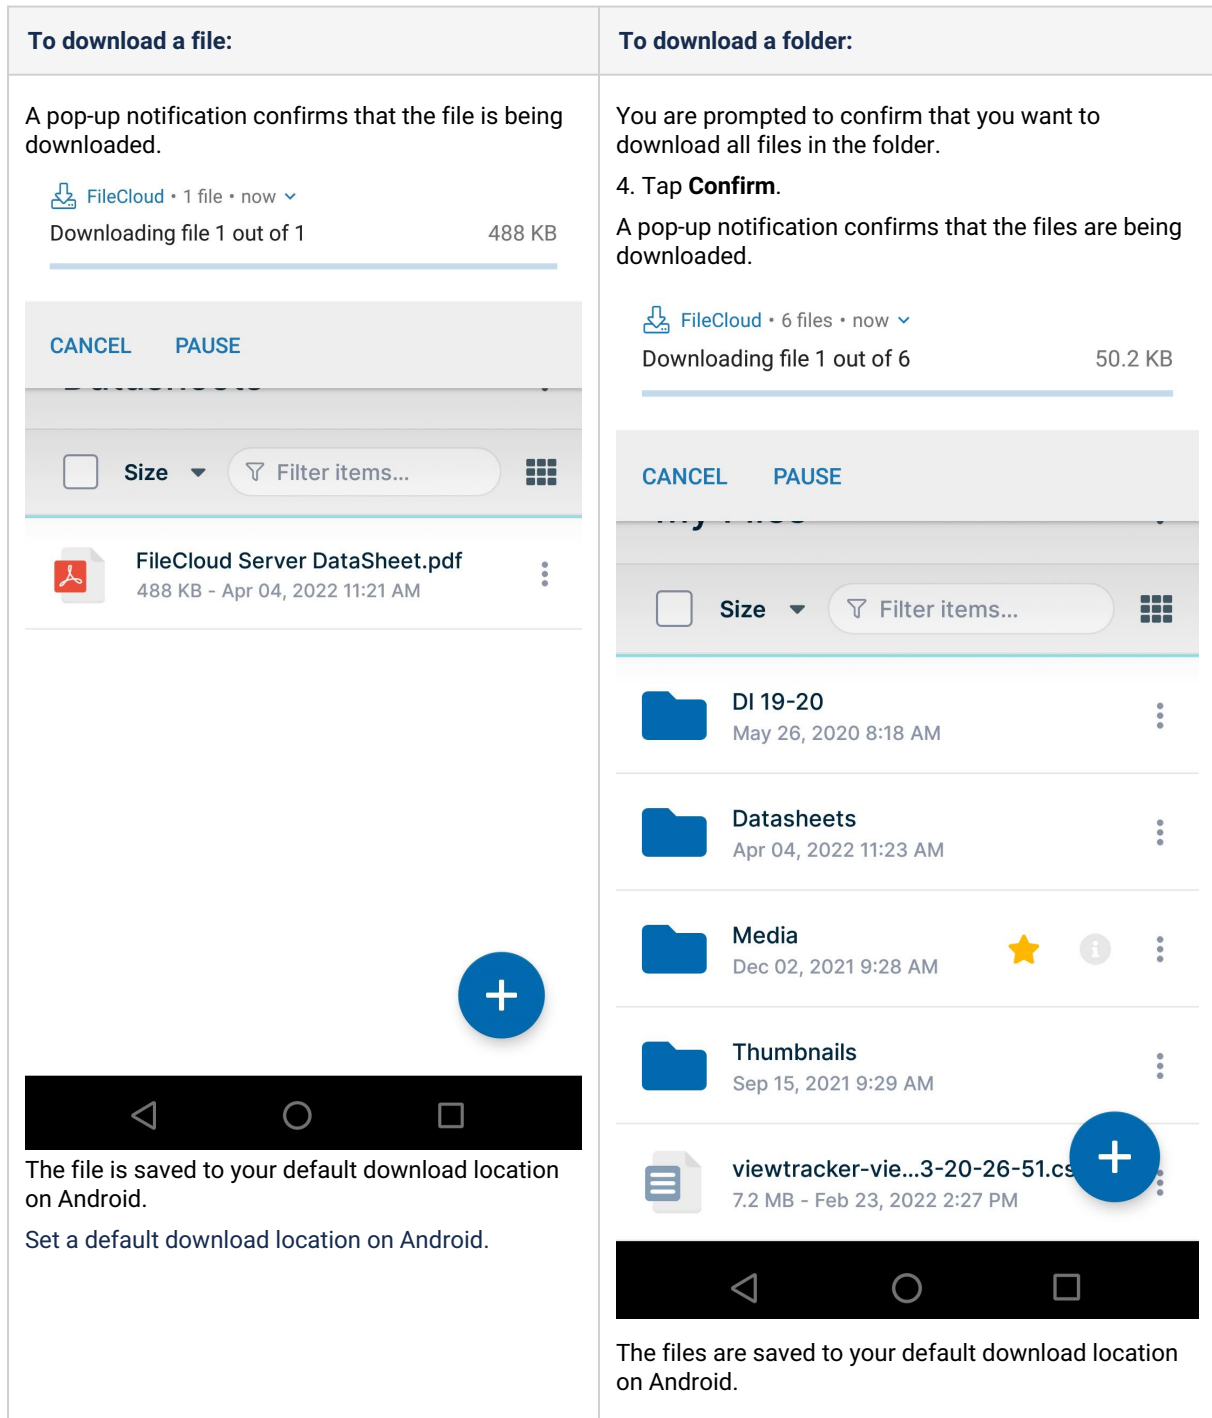 To download a file:
A pop-up notification confirms that the file is being
downloaded.
FileCloud • 1 file • now
Downloading file 1 out of 1 488 KB
CANCEL PAUSE
Datasheets
Size Filter items...
FileCloud Server DataSheet.pdf
488 KB - Apr 04, 2022 11:21 AM
The file is saved to your default download location
on Android.
Set a default download location on Android.
To download a folder:
You are prompted to confirm that you want to
download all files in the folder.
4. Tap Confirm.
A pop-up notification confirms that the files are being
downloaded.
FileCloud • 6 files • now
Downloading file 1 out of 6 50.2 KB
CANCEL PAUSE
My Files
Size Filter items...
DI 19-20
May 26, 2020 8:18 AM
Datasheets
Apr 04, 2022 11:23 AM
Media
Dec 02, 2021 9:28 AM
Thumbnails
Sep 15, 2021 9:29 AM
viewtracker-vie...3-20-26-51.cs
7.2 MB - Feb 23, 2022 2:27 PM
The files are saved to your default download location
on Android.